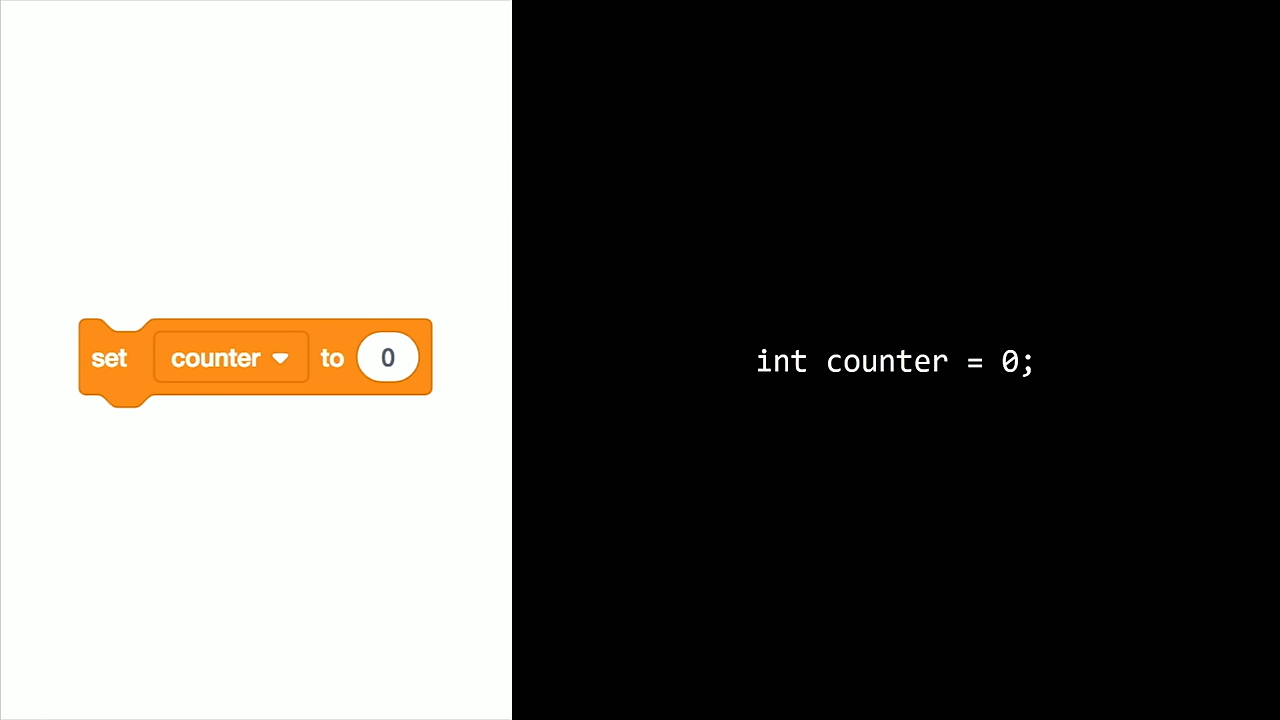 set counter to 0
int counter = 0;